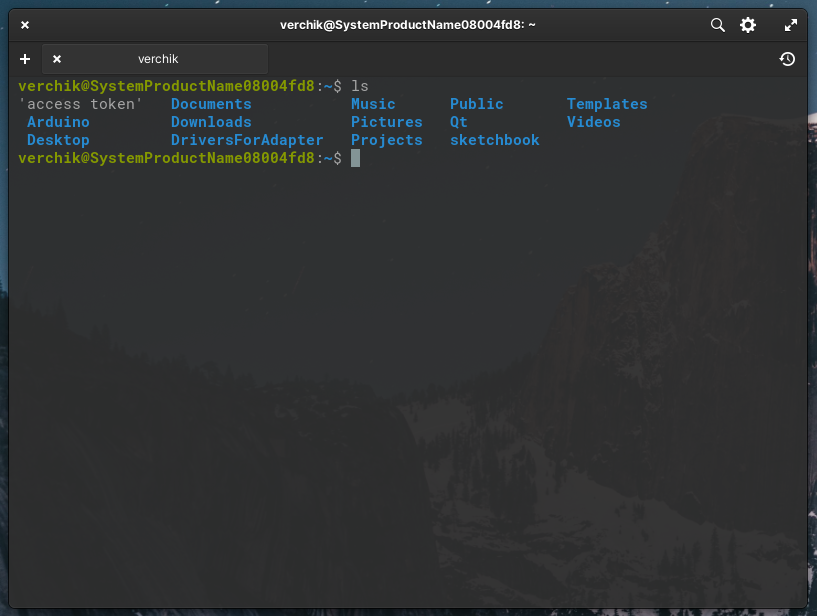 verchik@SystemProductName08004fd8: ~
verchik
verchik@SystemProductName08004fd8:~$ ls
'access token' Documents Music Public Templates
Arduino Downloads Pictures Qt Videos
Desktop DriversForAdapter Projects sketchbook
verchik@SystemProductName08004fd8:~$